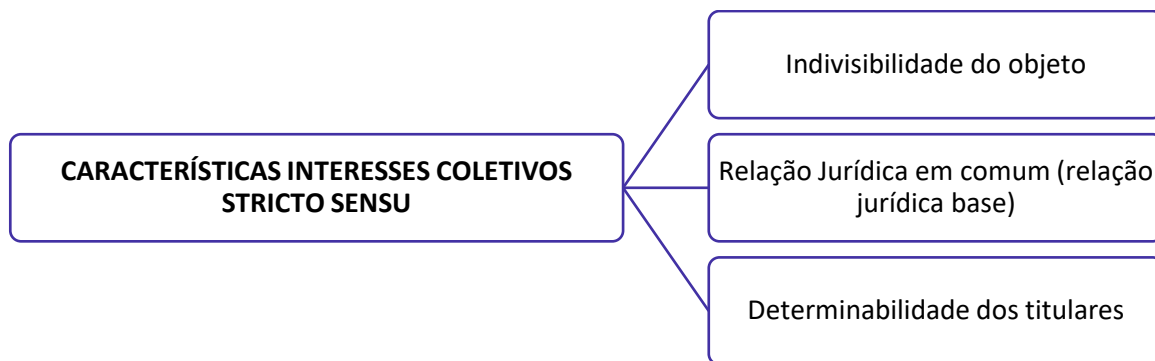 CARACTERÍSTICAS INTERESSES COLETIVOS
STRICTO SENSU
Indivisibilidade do objeto
Relação Jurídica em comum (relação
jurídica base)
Determinabilidade dos titulares